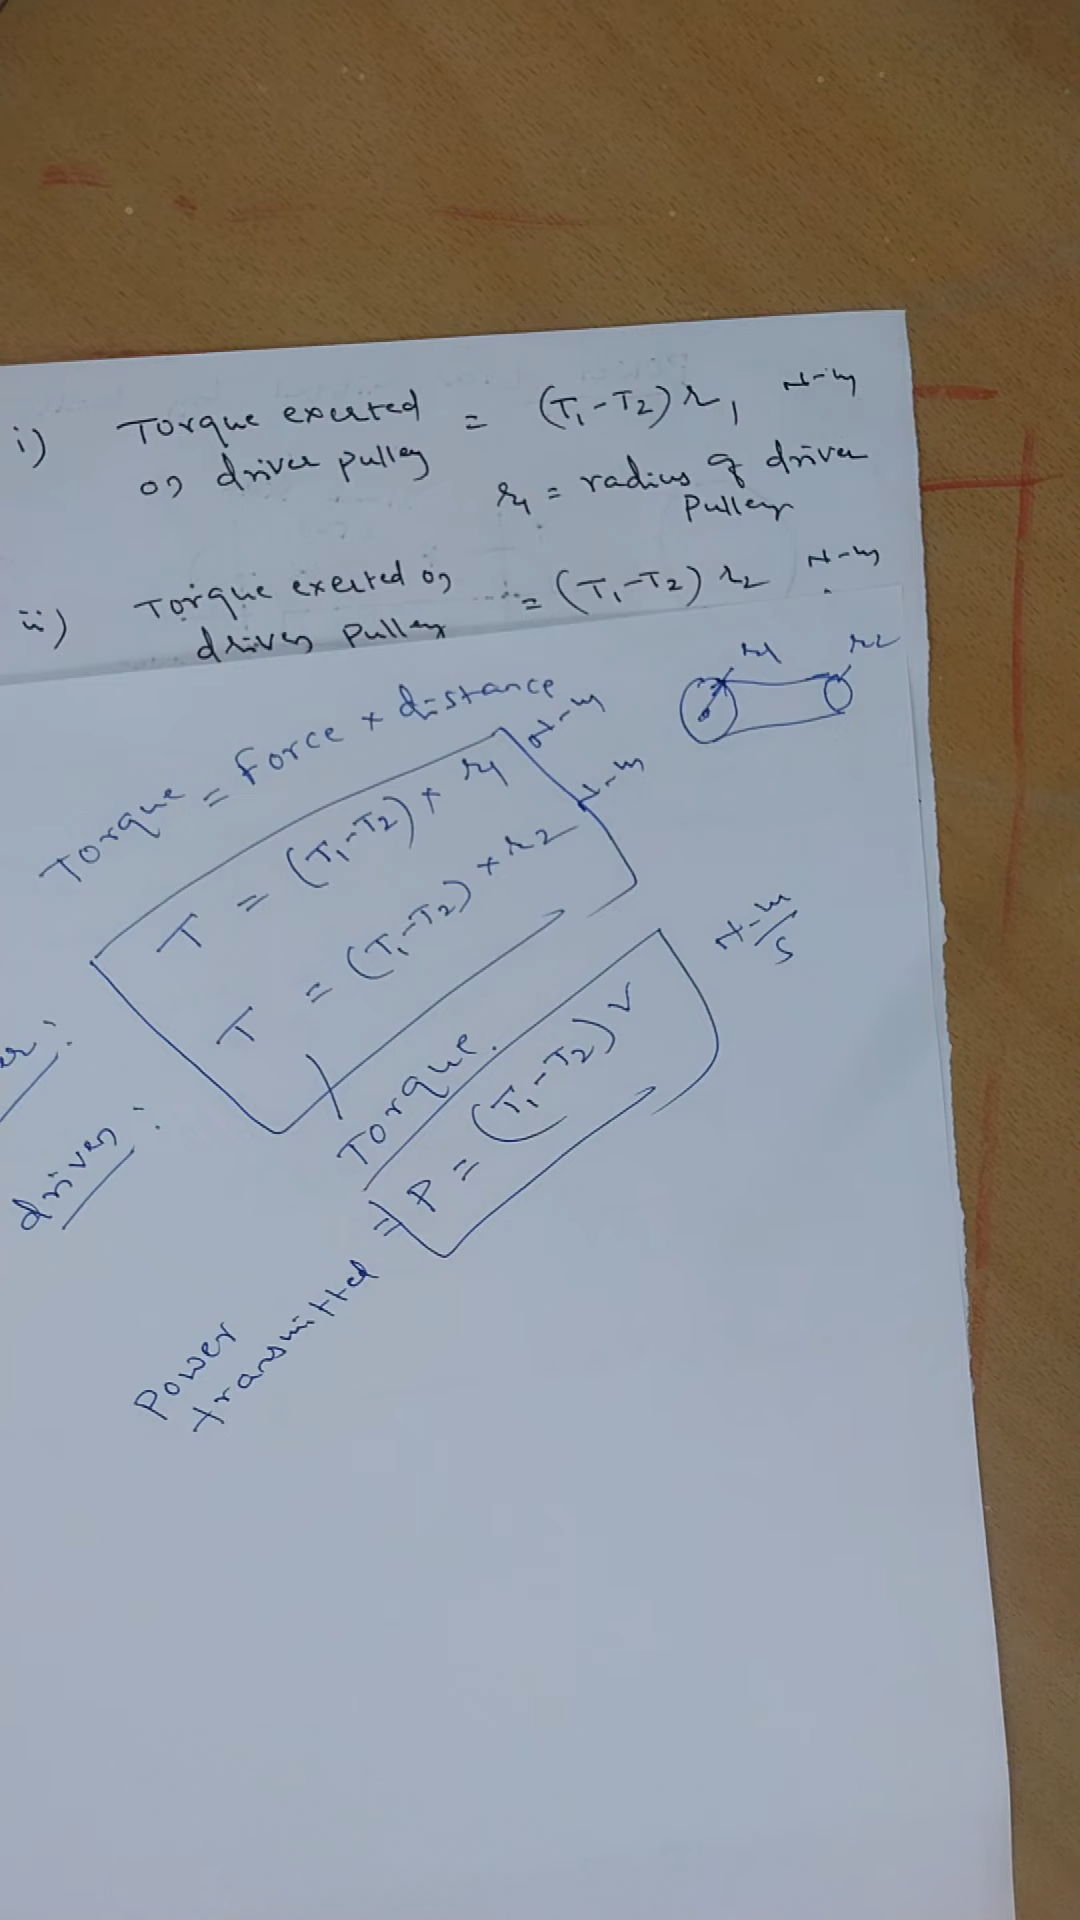 i) Torque exerted = (T₁-T₂) r₁ N-m
on driver pulley
r₁ = radius of driver
pulley
ii) Torque exerted on = (T₁-T₂) r₂ N-m
driven pulley
r₁ r₂
Torque = Force × distance
T = (T₁-T₂) × r₁ N-m
T = (T₁-T₂) × r₂ N-m
driven :
Torque.
Power transmitted = P = (T₁-T₂) v N-m/s